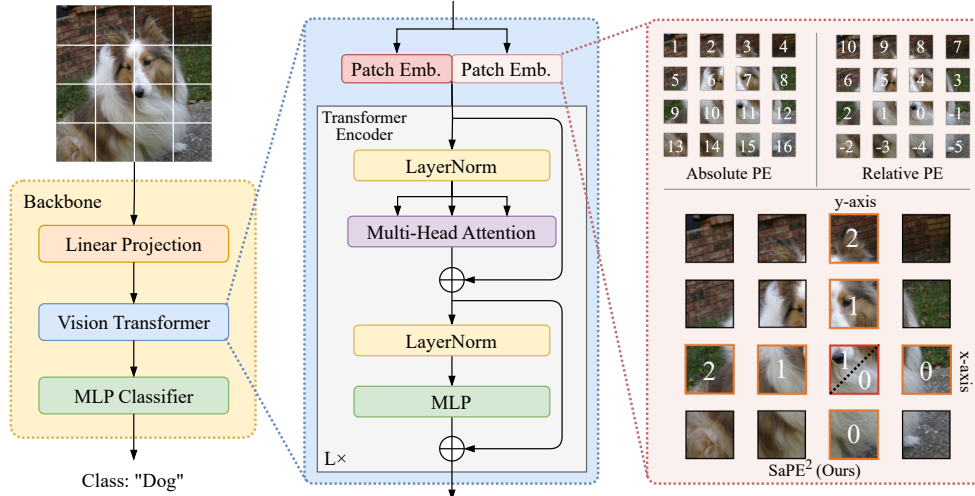 Backbone
Linear Projection
Vision Transformer
MLP Classifier
Class: "Dog"
Patch Emb. Patch Emb.
Transformer
Encoder
LayerNorm
Multi-Head Attention
LayerNorm
MLP
L×
1 2 3 4
5 6 7 8
9 10 11 12
13 14 15 16
Absolute PE
10 9 8 7
6 5 4 3
2 1 0 -1
-2 -3 -4 -5
Relative PE
y-axis
2
1
2 1 1 0 0
x-axis
0
SaPE² (Ours)